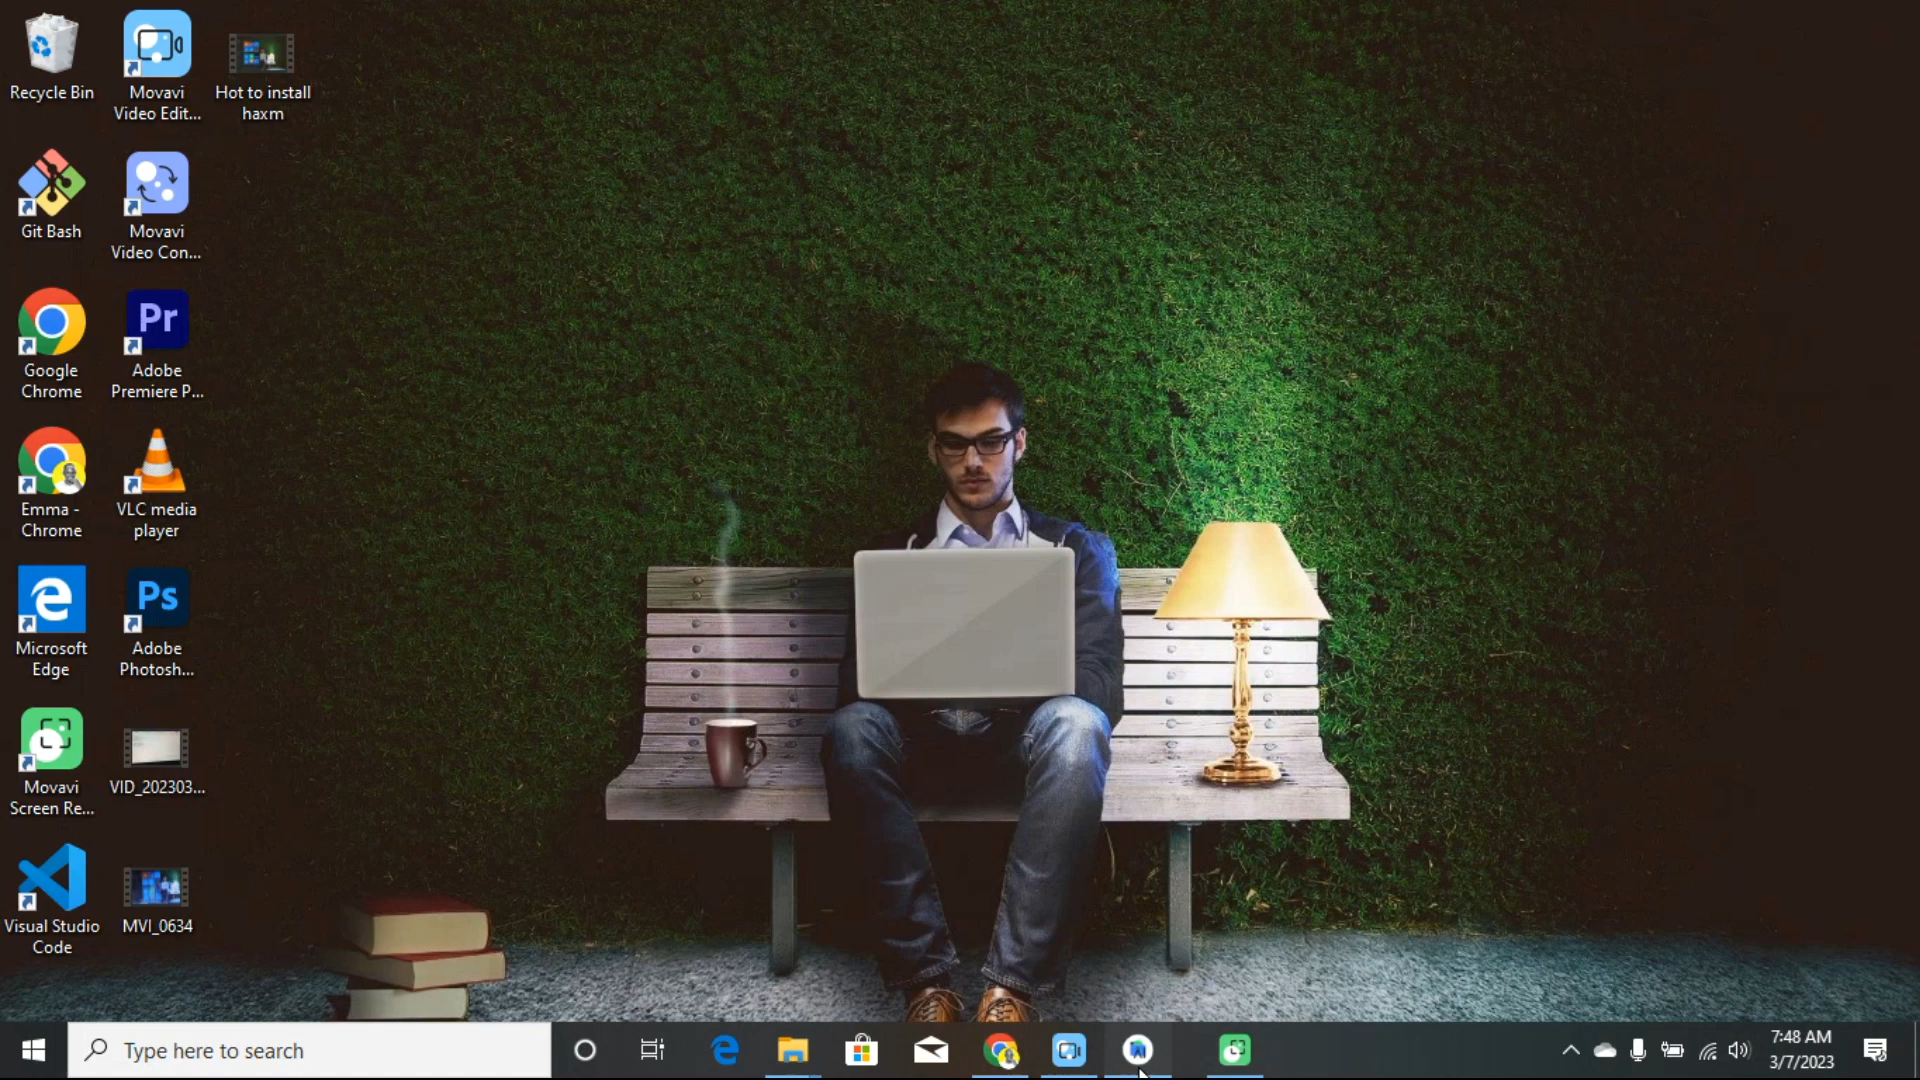 Recycle Bin
Movavi
Video Edit...
Hot to install
haxm
Git Bash
Movavi
Video Con...
Google
Chrome
Pr
Adobe
Premiere P...
Emma -
Chrome
VLC media
player
Microsoft
Edge
Ps
Adobe
Photosh...
Movavi
Screen Re...
VID_202303...
Visual Studio
Code
MVI_0634
Type here to search
7:48 AM
3/7/2023